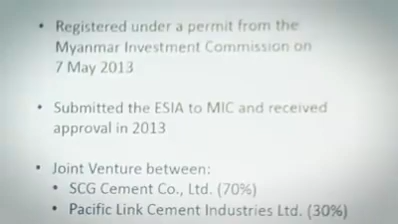 • Registered under a permit from the
Myanmar Investment Commission on
7 May 2013
• Submitted the ESIA to MIC and received
approval in 2013
• Joint Venture between:
• SCG Cement Co., Ltd. (70%)
• Pacific Link Cement Industries Ltd. (30%)